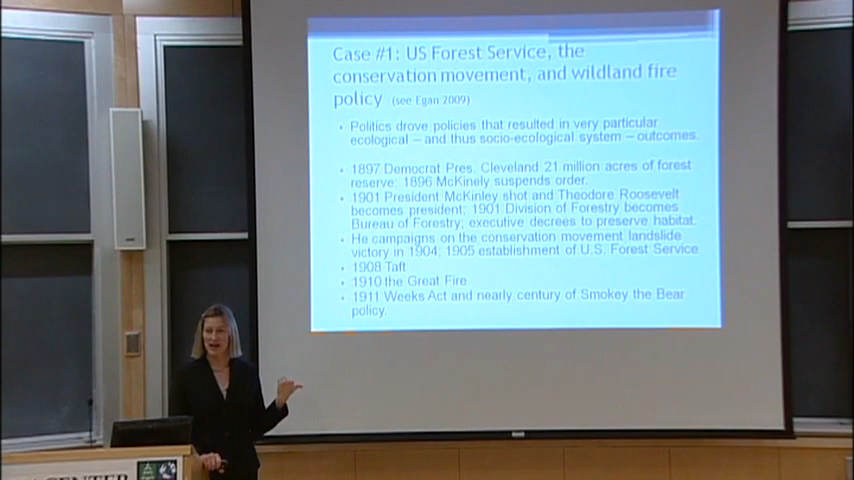 Case #1: US Forest Service, the
conservation movement, and wildland fire
policy (see Egan 2009)
• Politics drove policies that resulted in very particular
ecological – and thus socio-ecological system – outcomes.
• 1897 Democrat Pres. Cleveland 21 million acres of forest
reserve; 1896 McKinely suspends order.
• 1901 President McKinley shot and Theodore Roosevelt
becomes president; 1901 Division of Forestry becomes
Bureau of Forestry; executive decrees to preserve habitat.
• He campaigns on the conservation movement landslide
victory in 1904; 1905 establishment of U.S. Forest Service
• 1908 Taft
• 1910 the Great Fire
• 1911 Weeks Act and nearly century of Smokey the Bear
policy.
CENTER